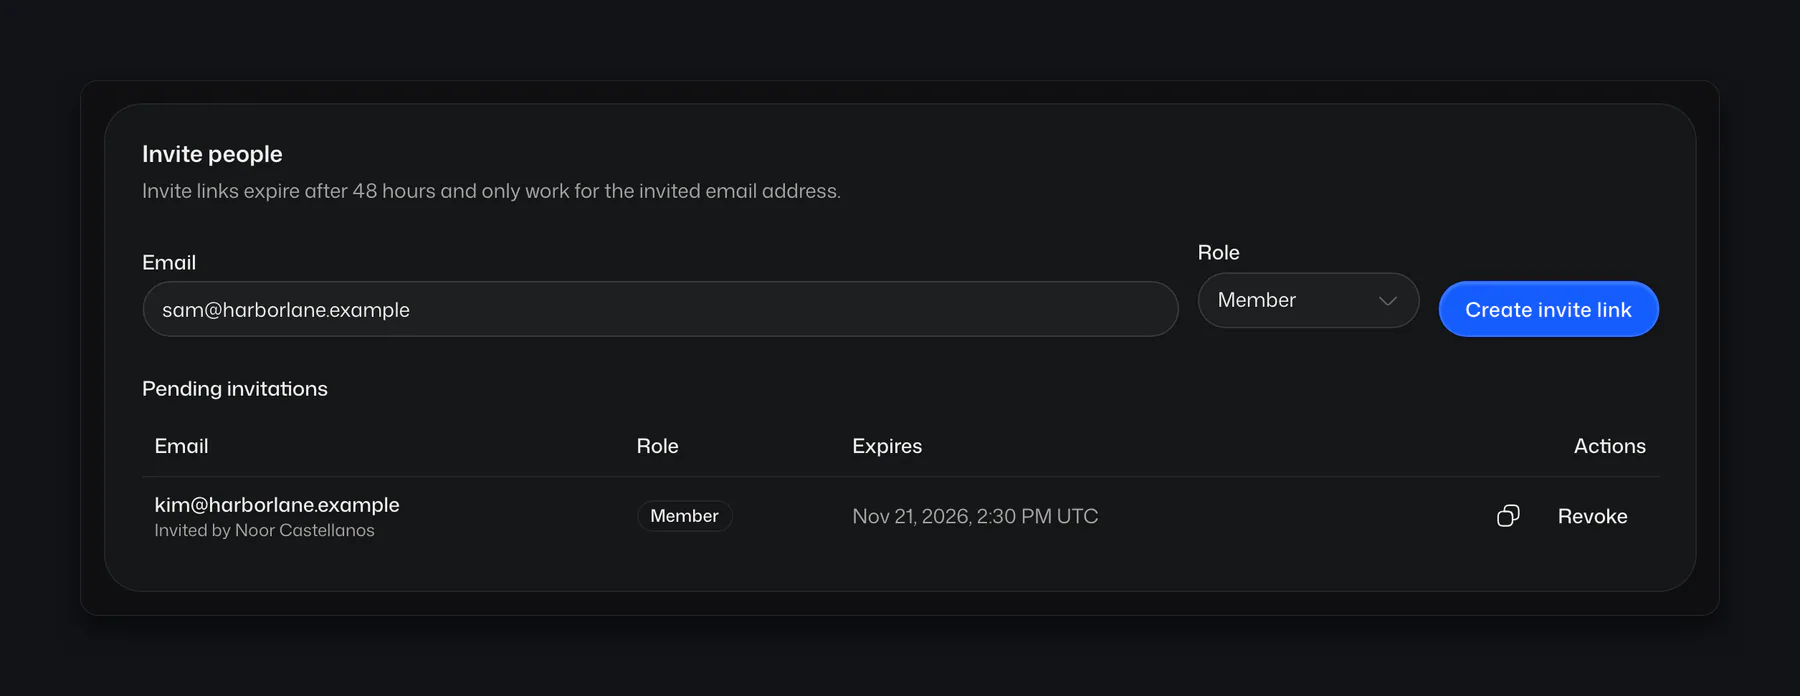 Invite people
Invite links expire after 48 hours and only work for the invited email address.
Email
Role
sam@harborlane.example
Member
Create invite link
Pending invitations
Email Role Expires Actions
kim@harborlane.example
Invited by Noor Castellanos
Member
Nov 21, 2026, 2:30 PM UTC
Revoke